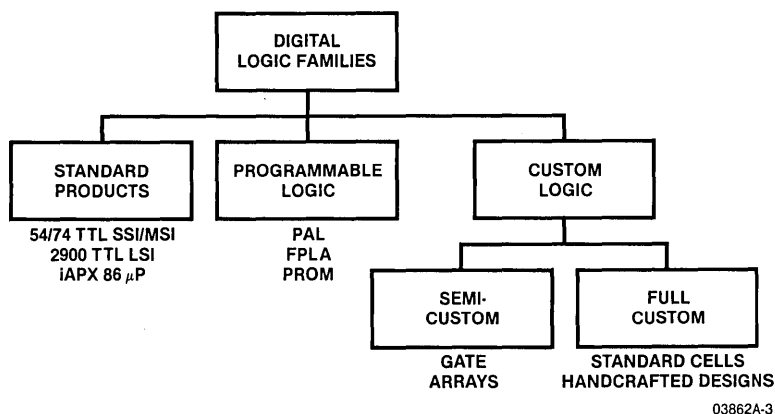 DIGITAL
LOGIC FAMILIES
STANDARD
PRODUCTS
54/74 TTL SSI/MSI
2900 TTL LSI
iAPX 86 μP
PROGRAMMABLE
LOGIC
PAL
FPLA
PROM
CUSTOM
LOGIC
SEMI-
CUSTOM
GATE
ARRAYS
FULL
CUSTOM
STANDARD CELLS
HANDCRAFTED DESIGNS
03862A-3